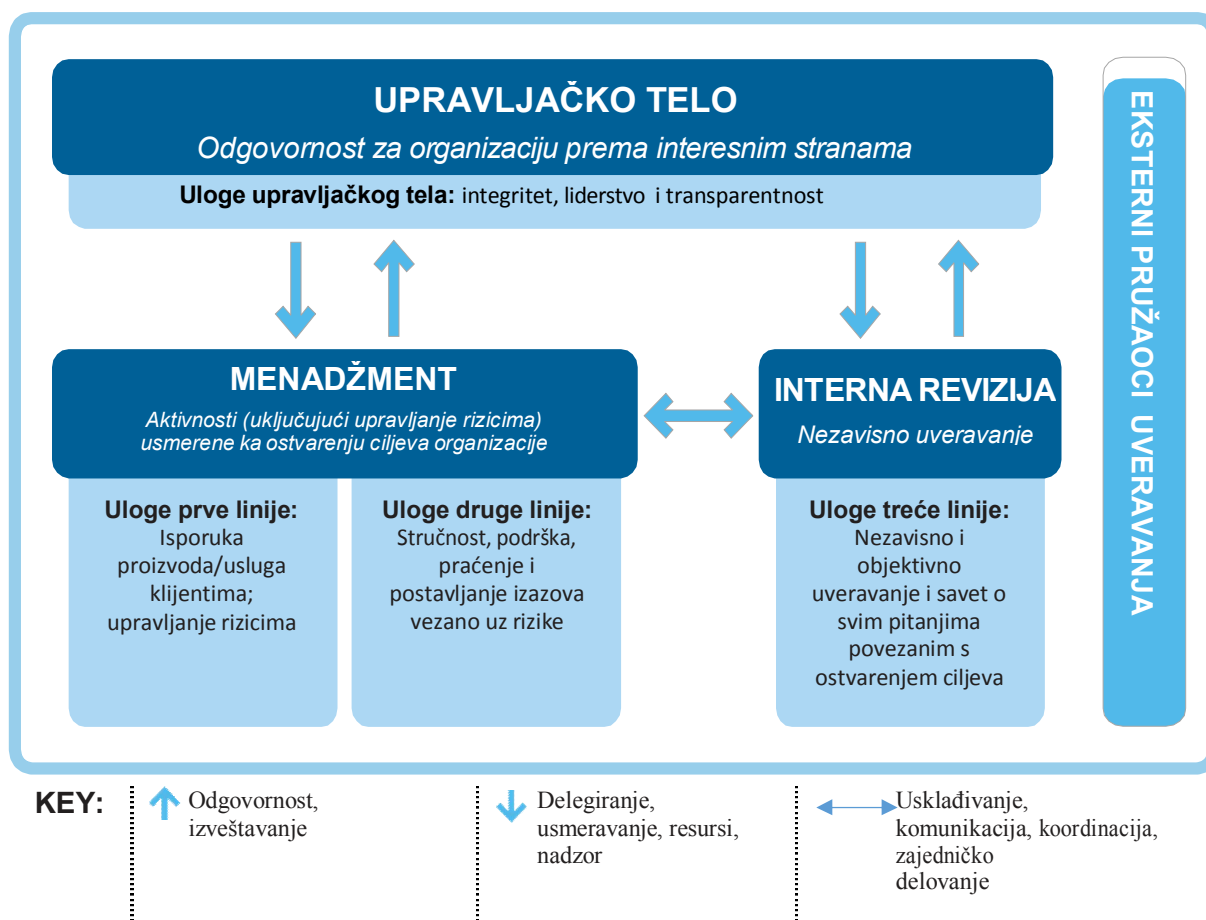 UPRAVLJAČKO TELO
Odgovornost za organizaciju prema interesnim stranama
Uloge upravljačkog tela: integritet, liderstvo i transparentnost
MENADŽMENT
Aktivnosti (uključujući upravljanje rizicima)
usmerene ka ostvarenju ciljeva organizacije
INTERNA REVIZIJA
Nezavisno uveravanje
Uloge prve linije:
Isporuka
proizvoda/usluga
klijentima;
upravljanje rizicima
Uloge druge linije:
Stručnost, podrška,
praćenje i
postavljanje izazova
vezano uz rizike
Uloge treće linije:
Nezavisno i
objektivno
uveravanje i savet o
svim pitanjima
povezanim s
ostvarenjem ciljeva
EKSTERNI PRUŽAOCI UVERAVANJA
KEY:
Odgovornost,
izveštavanje
Delegiranje,
usmeravanje, resursi,
nadzor
Usklađivanje,
komunikacija, koordinacija,
zajedničko
delovanje